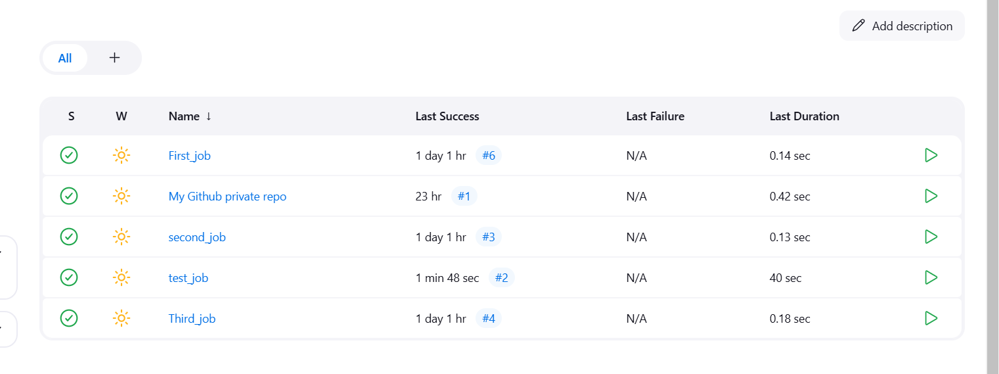 Add description
All +
S W Name ↓ Last Success Last Failure Last Duration
First_job 1 day 1 hr #6 N/A 0.14 sec
My Github private repo 23 hr #1 N/A 0.42 sec
second_job 1 day 1 hr #3 N/A 0.13 sec
test_job 1 min 48 sec #2 N/A 40 sec
Third_job 1 day 1 hr #4 N/A 0.18 sec